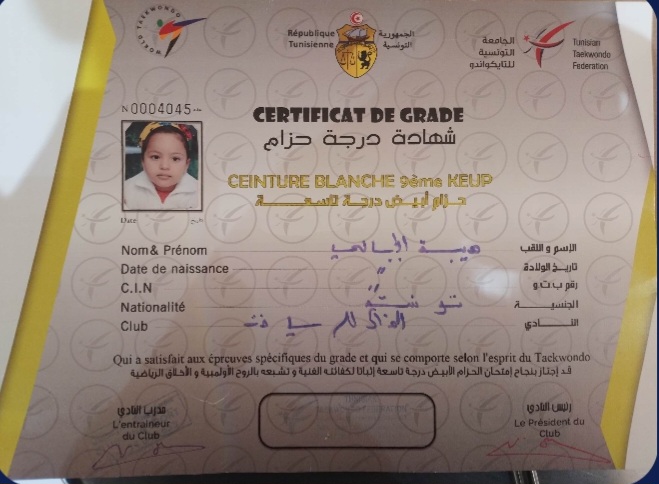 WORLD TAEKWONDO
République
Tunisienne
الجمهورية
التونسية
الجامعة
التونسية
للتايكواندو
Tunisian
Taekwondo
Federation
N 0004045
CERTIFICAT DE GRADE
شهادة درجة حزام
CEINTURE BLANCHE 9ème KEUP
حزام أبيض درجة تاسعة
Date تاريخ
Nom & Prénom هيبة الإسم و اللقب
Date de naissance " تاريخ الولادة
C.I.N " رقم ب.ت.و
Nationalité تونسية الجنسية
Club النادي
Qui a satisfait aux épreuves spécifiques du grade et qui se comporte selon l'esprit du Taekwondo
قد إجتاز بنجاح إمتحان الحزام الأبيض درجة تاسعة إثباتا لكفائته الفنية و تشبعه بالروح الأولمبية و الأخلاق الرياضية
مدرب النادي
L'entraineur
du Club
رئيس النادي
Le Président du
Club